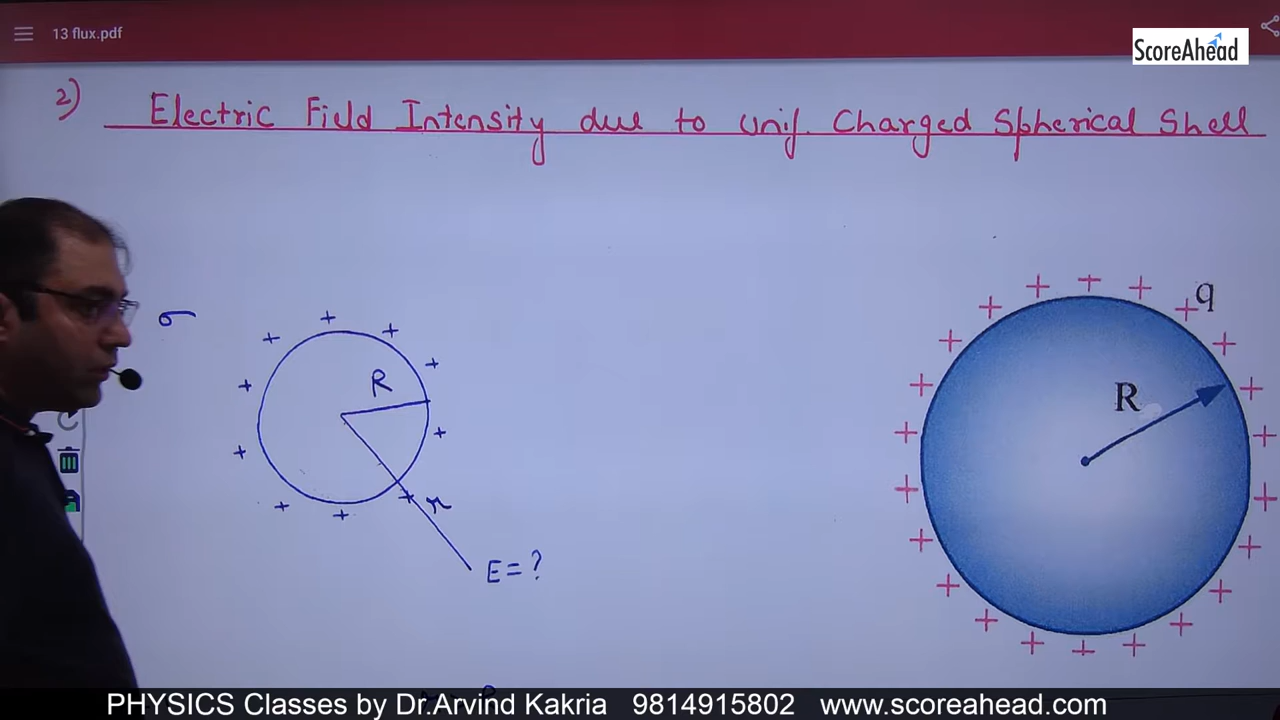 13 flux.pdf
ScoreAhead
2) Electric Field Intensity due to unif. Charged Spherical Shell
σ
R
r
E = ?
q
R
PHYSICS Classes by Dr.Arvind Kakria 9814915802 www.scoreahead.com